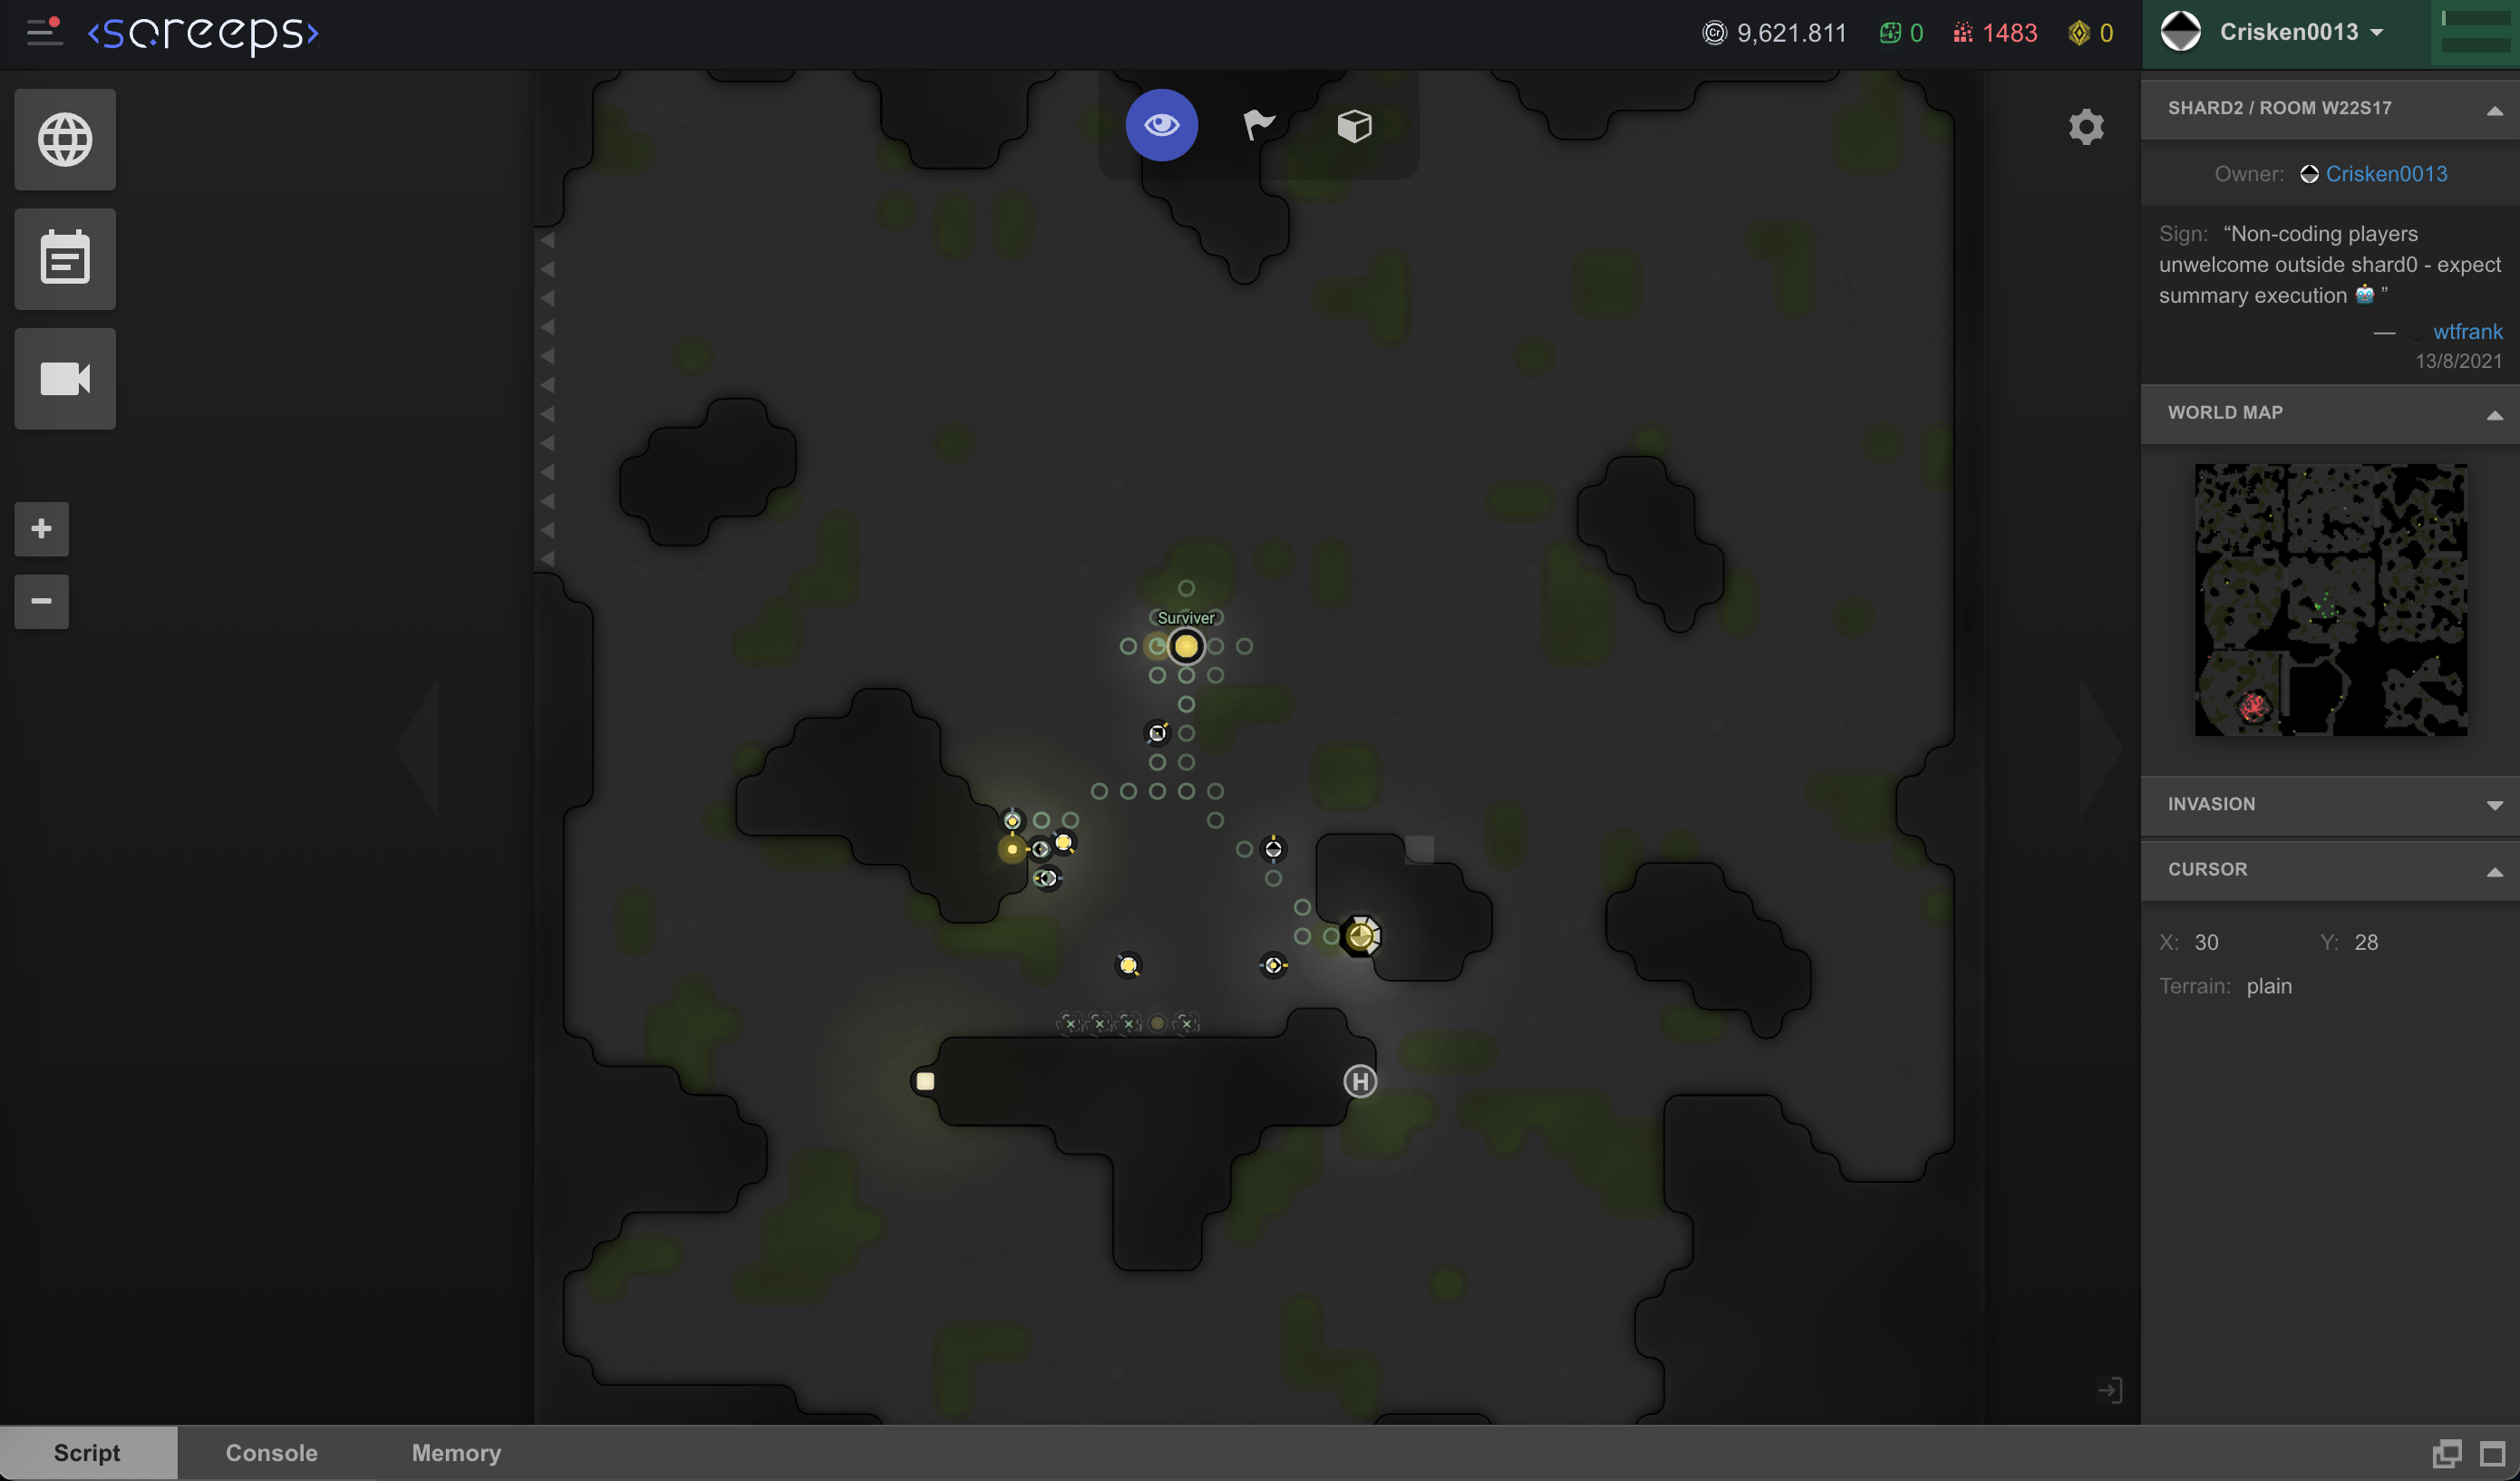 screeps
9,621.811
0
1483
0
Crisken0013
SHARD2 / ROOM W22S17
Owner: Crisken0013
Sign: “Non-coding players
unwelcome outside shard0 - expect
summary execution 🤖 ”
— wtfrank
13/8/2021
WORLD MAP
INVASION
CURSOR
X: 30 Y: 28
Terrain: plain
Surviver
H
Script Console Memory